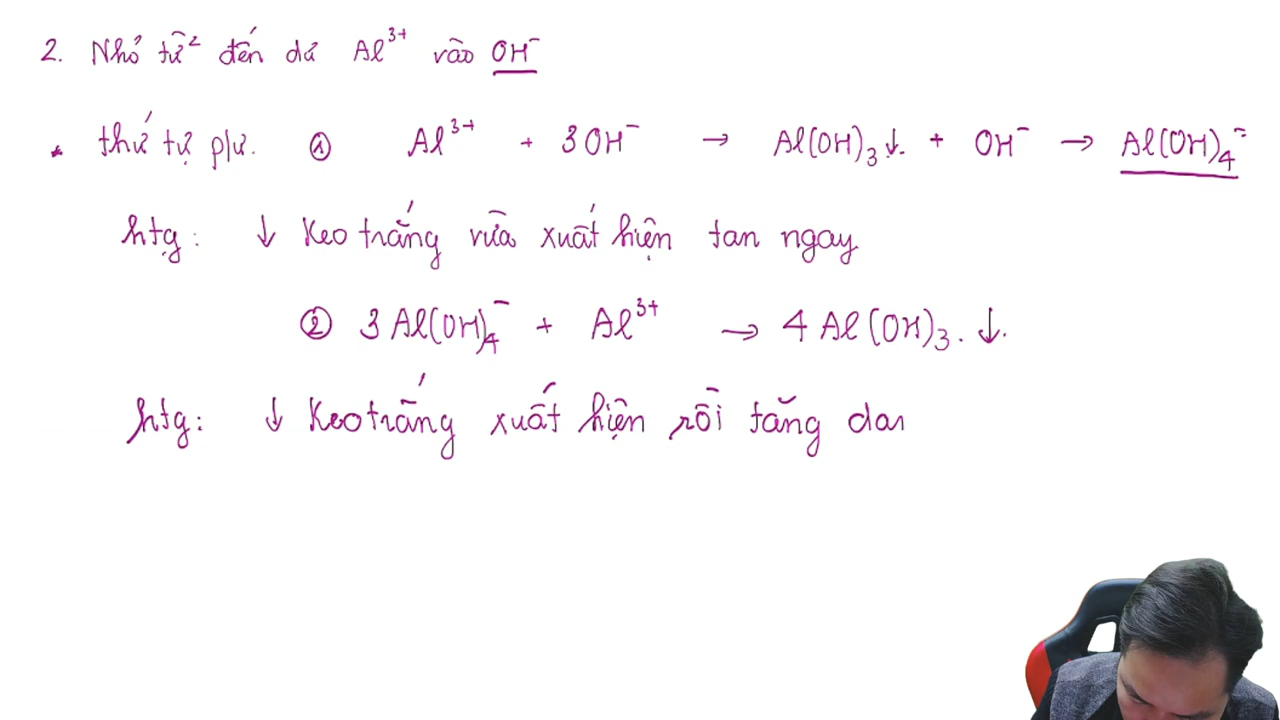 2. Nhỏ từ² đến dư Al³⁺ vào OH⁻
* thứ tự p/ư. ① Al³⁺ + 3OH⁻ → Al(OH)₃↓. + OH⁻ → Al(OH)₄⁻
htg: ↓ keo trắng vừa xuất hiện tan ngay
② 3Al(OH)₄⁻ + Al³⁺ → 4Al(OH)₃.↓.
htg: ↓ keo trắng xuất hiện rồi tăng dar